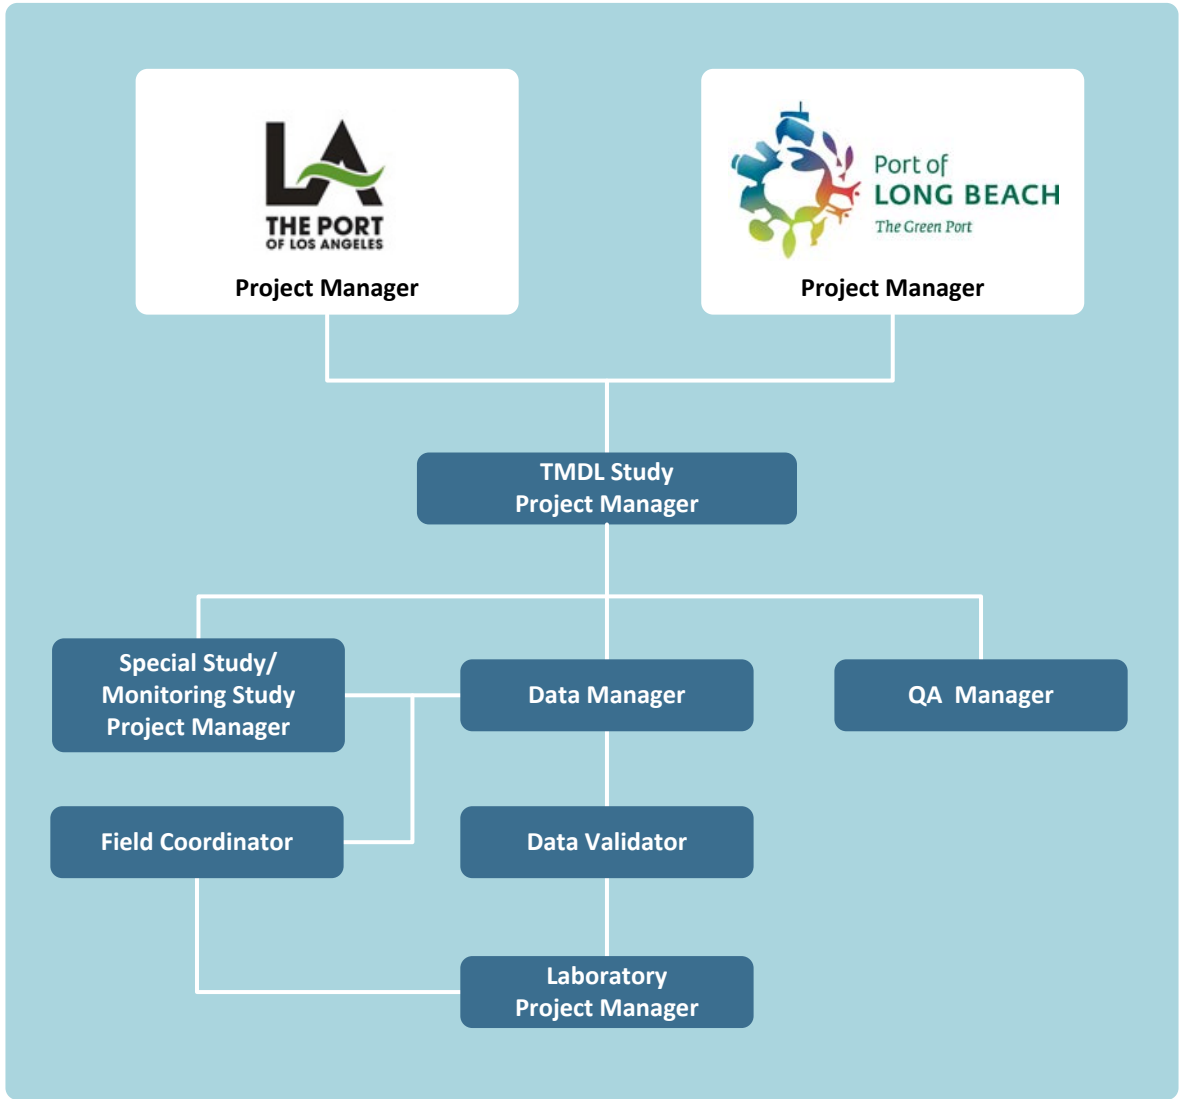 LA
THE PORT
OF LOS ANGELES
Project Manager
Port of
LONG BEACH
The Green Port
Project Manager
TMDL Study
Project Manager
Special Study/
Monitoring Study
Project Manager
Data Manager
QA Manager
Field Coordinator
Data Validator
Laboratory
Project Manager